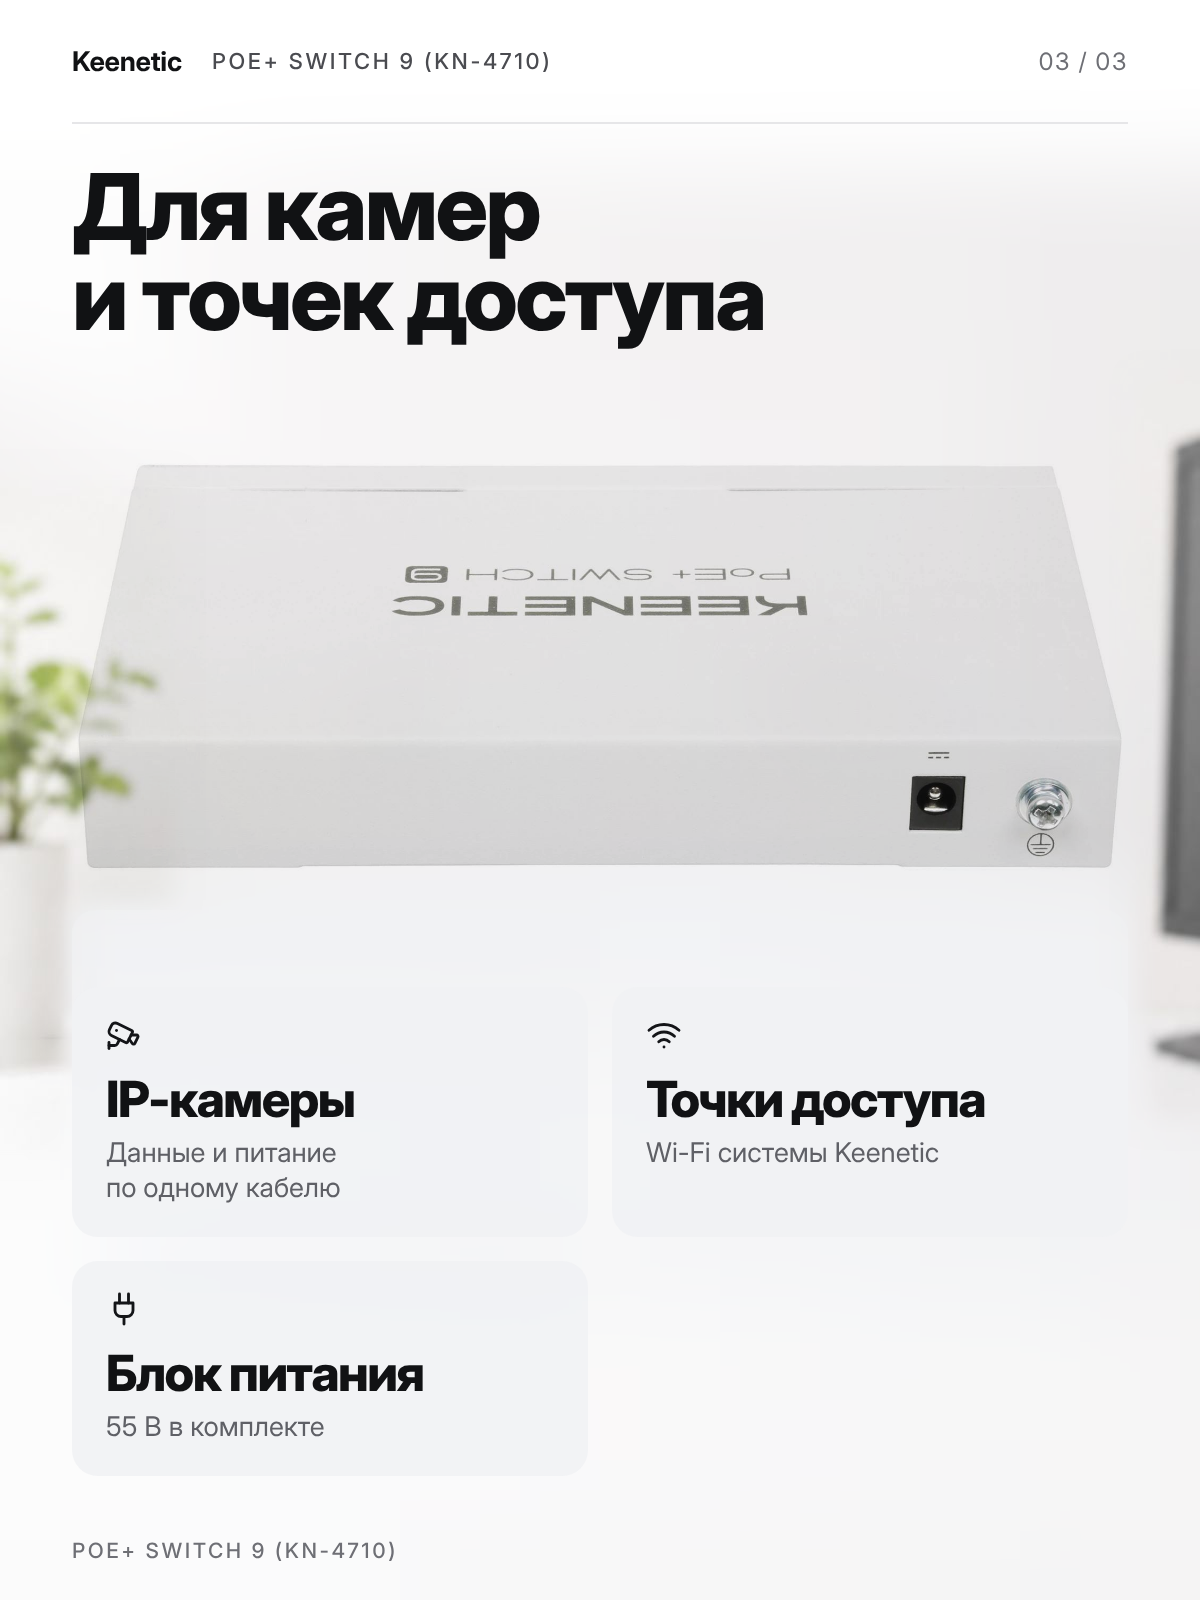 Keenetic POE+ SWITCH 9 (KN-4710) 03 / 03
Для камер
и точек доступа
PoE+ SWITCH 9
KEENETIC
IP-камеры
Данные и питание
по одному кабелю
Точки доступа
Wi-Fi системы Keenetic
Блок питания
55 В в комплекте
POE+ SWITCH 9 (KN-4710)